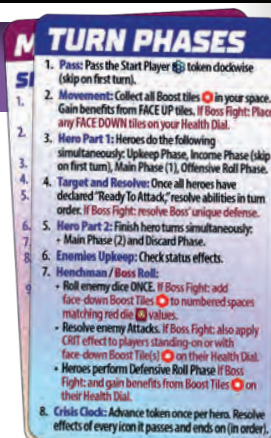 M
TURN PHASES
S
1. Pass: Pass the Start Player token clockwise
(skip on first turn).
2. Movement: Collect all Boost tiles in your space.
Gain benefits from FACE UP tiles. If Boss Fight: Place
any FACE DOWN tiles on your Health Dial.
3. Hero Part 1: Heroes do the following
simultaneously: Upkeep Phase, Income Phase (skip
on first turn), Main Phase (1), Offensive Roll Phase.
4. Target and Resolve: Once all heroes have
declared "Ready To Attack," resolve abilities in turn
order. If Boss Fight: resolve Boss' unique defense.
5. Hero Part 2: Finish hero turns simultaneously:
• Main Phase (2) and Discard Phase.
6. Enemies Upkeep: Check status effects.
7. Henchman / Boss Roll:
• Roll enemy dice ONCE. If Boss Fight: add
face-down Boost Tiles to numbered spaces
matching red die values.
• Resolve enemy Attacks. If Boss Fight: also apply
CRIT effect to players standing-on or with
face-down Boost Tile(s) on their Health Dial.
• Heroes perform Defensive Roll Phase If Boss
Fight: and gain benefits from Boost Tiles on
their Health Dial.
8. Crisis Clock: Advance token once per hero. Resolve
effects of every icon it passes and ends on (in order).
1.
2.
3.
4.
5.
6.
7.
8.
9.